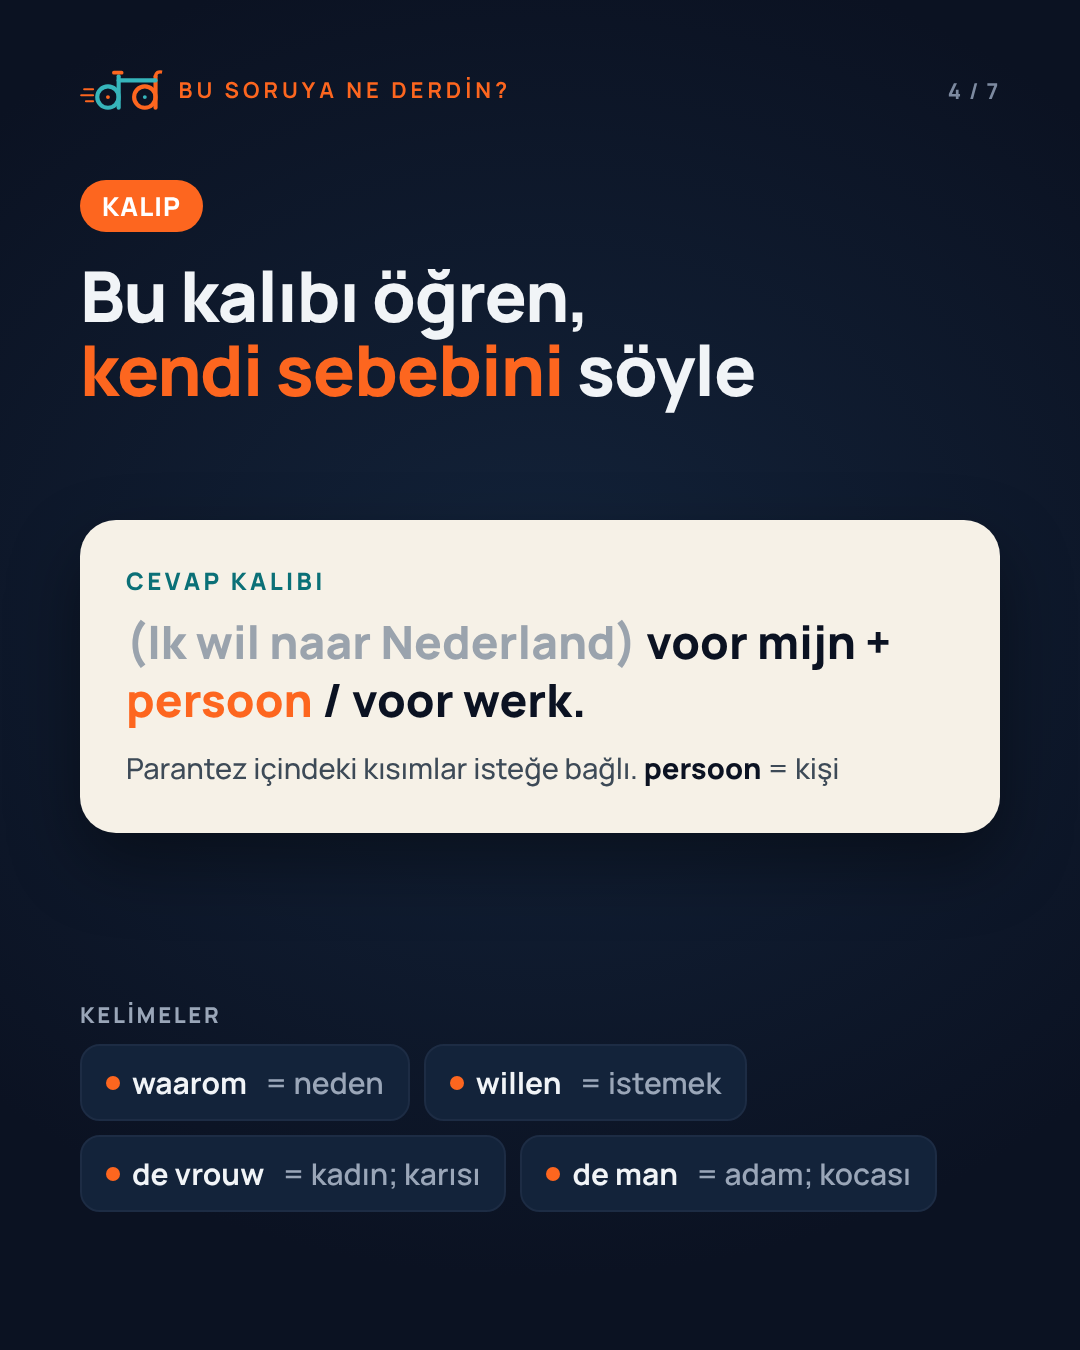 BU SORUYA NE DERDİN?
4 / 7
KALIP
Bu kalıbı öğren,
kendi sebebini söyle
CEVAP KALIBI
(Ik wil naar Nederland) voor mijn +
persoon / voor werk.
Parantez içindeki kısımlar isteğe bağlı. persoon = kişi
KELİMELER
waarom = neden
willen = istemek
de vrouw = kadın; karısı
de man = adam; kocası